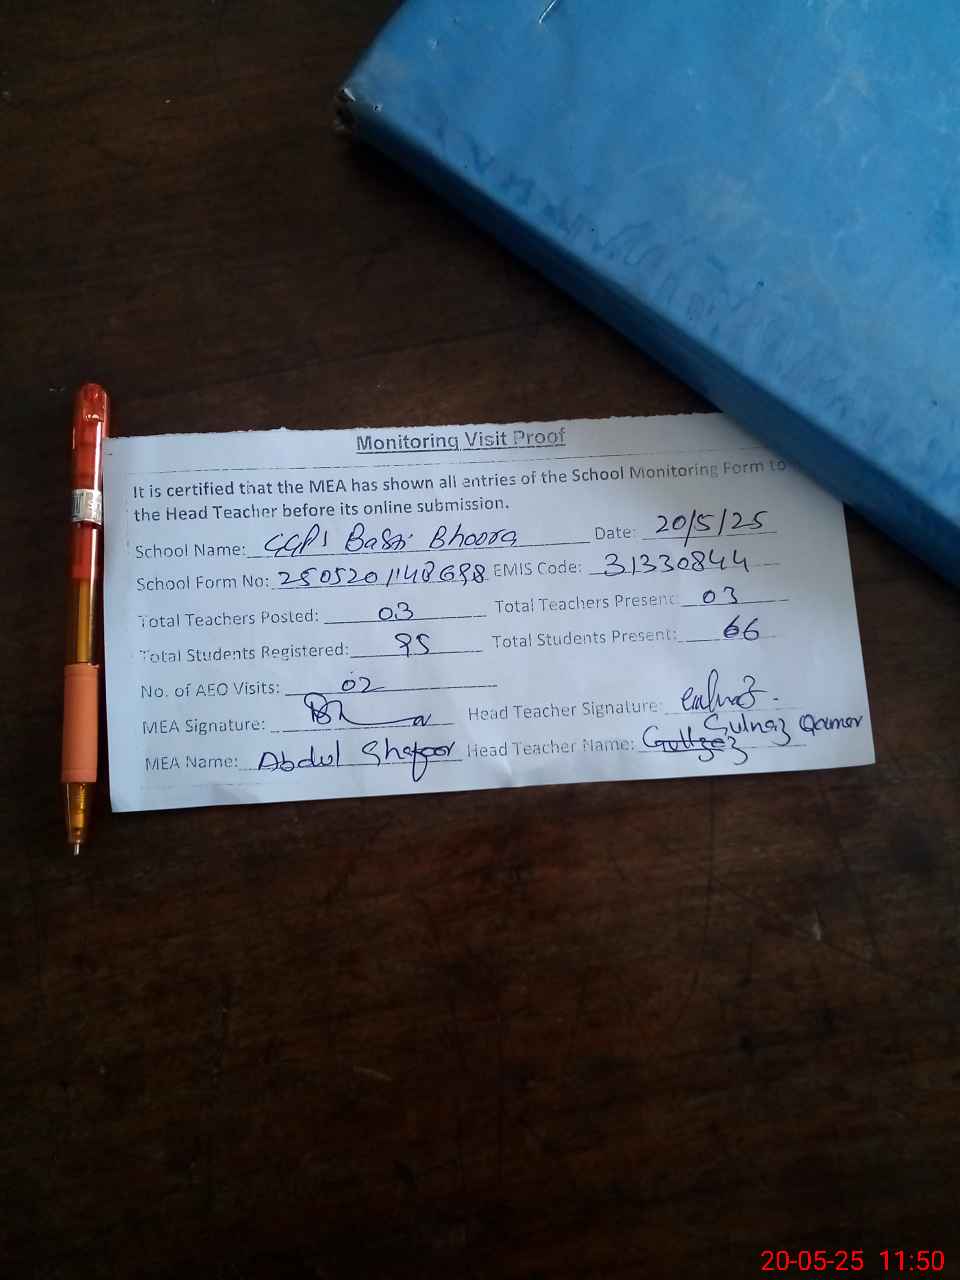 Monitoring Visit Proof
It is certified that the MEA has shown all entries of the School Monitoring Form to
the Head Teacher before its online submission.
School Name: GGPS Basti Bhoora Date: 20/5/25
School Form No: EMIS Code: 31330844
Total Teachers Posted: 03 Total Teachers Present: 03
Total Students Registered: 95 Total Students Present: 66
No. of AEO Visits: 02
MEA Signature: Head Teacher Signature:
MEA Name: Abdul Ghafoor Head Teacher Name: Gulnaz Qamar
20-05-25 11:50